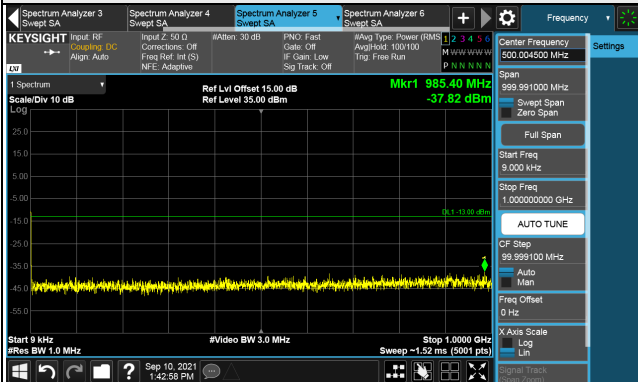 Spectrum Analyzer 3
Swept SA
Spectrum Analyzer 4
Swept SA
Spectrum Analyzer 5
Swept SA
Spectrum Analyzer 6
Swept SA
Frequency
KEYSIGHT
Input: RF
Coupling: DC
Align: Auto
Input Z: 50 Ω
Corrections: Off
Freq Ref: Int (S)
NFE: Adaptive
#Atten: 30 dB
PNO: Fast
Gate: Off
IF Gain: Low
Sig Track: Off
#Avg Type: Power (RMS
Avg|Hold: 100/100
Trig: Free Run
1 2 3 4 5 6
M W W W W W
P N N N N N
LXI
1 Spectrum
Scale/Div 10 dB
Log
Ref Lvl Offset 15.00 dB
Ref Level 35.00 dBm
Mkr1 985.40 MHz
-37.82 dBm
25.0
15.0
5.00
-5.00
-15.0
-25.0
-35.0
-45.0
-55.0
DL1 -13.00 dBm
1
Start 9 kHz
#Res BW 1.0 MHz
#Video BW 3.0 MHz
Stop 1.0000 GHz
Sweep ~1.52 ms (5001 pts)
Center Frequency
500.004500 MHz
Settings
Span
999.991000 MHz
Swept Span
Zero Span
Full Span
Start Freq
9.000 kHz
Stop Freq
1.000000000 GHz
AUTO TUNE
CF Step
99.999100 MHz
Auto
Man
Freq Offset
0 Hz
X Axis Scale
Log
Lin
Signal Track
(Span Zoom)
?
Sep 10, 2021
1:42:58 PM